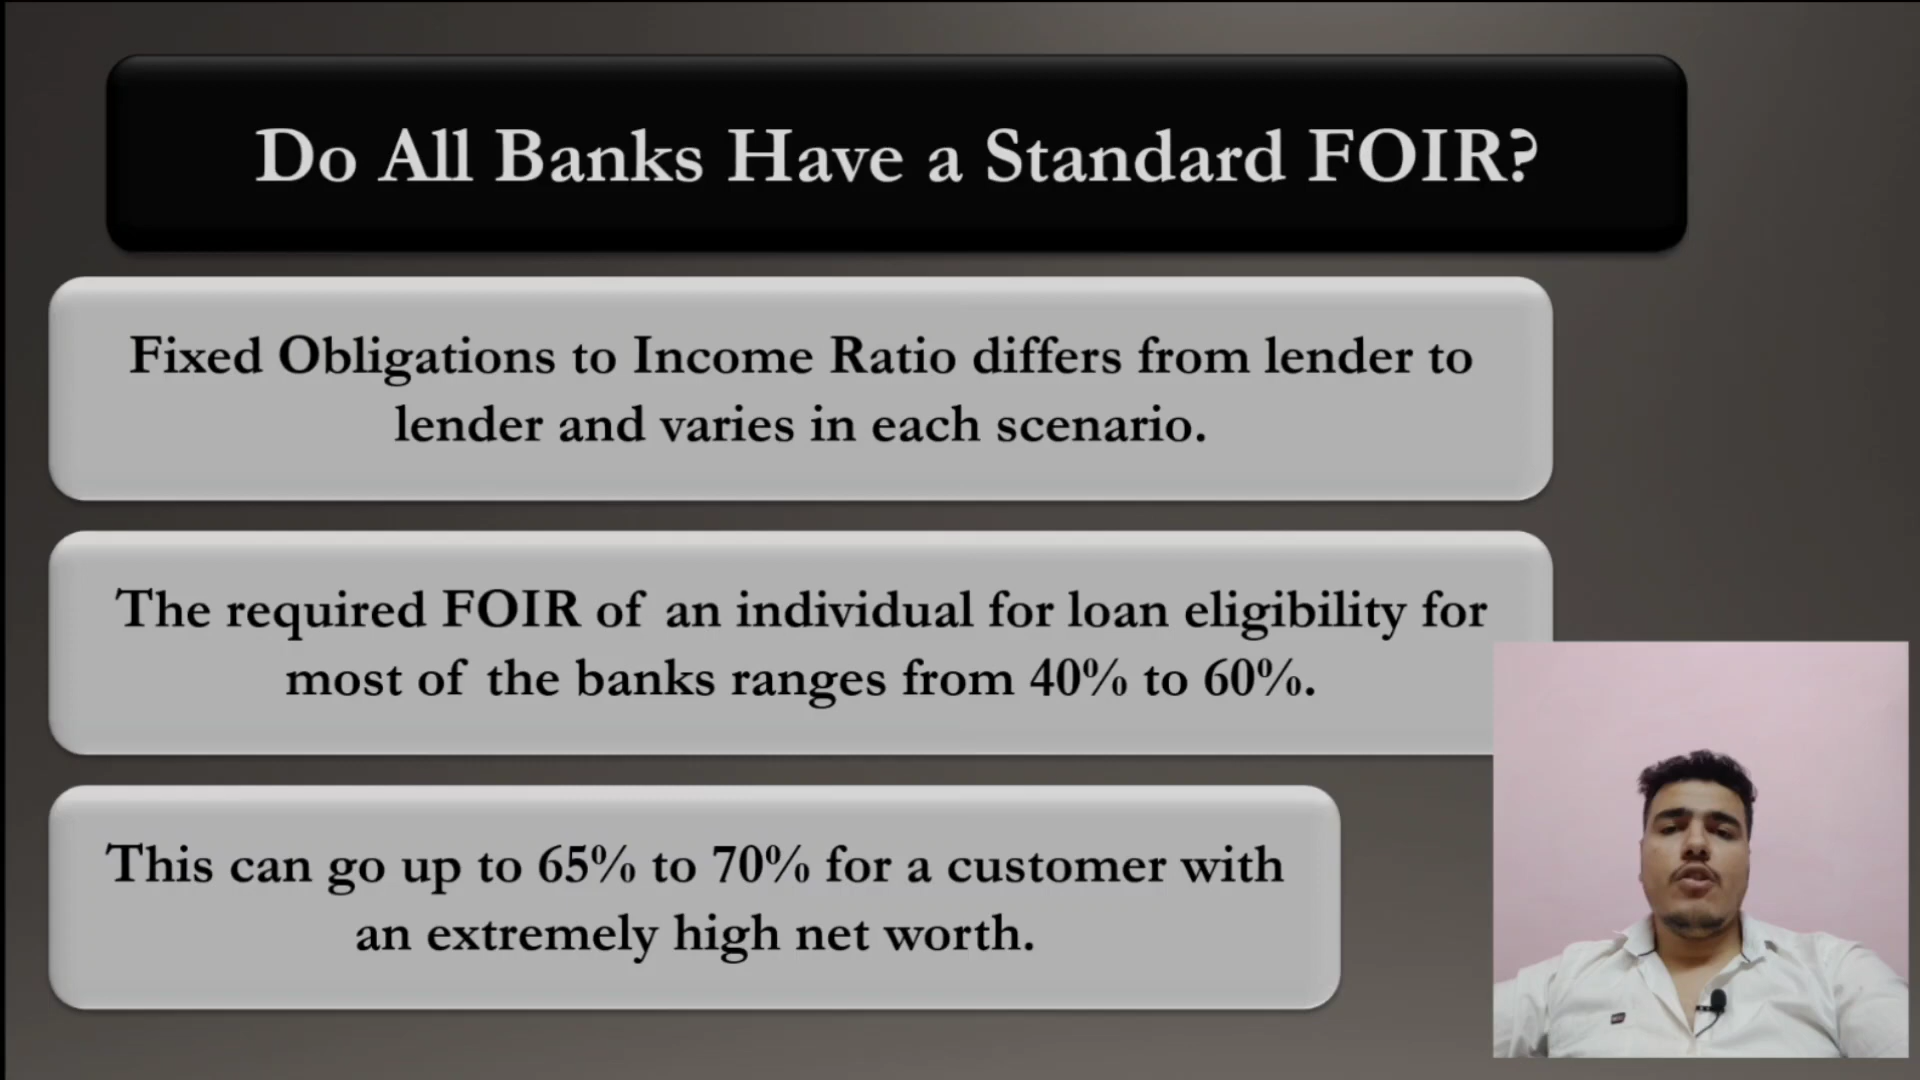 Do All Banks Have a Standard FOIR?
Fixed Obligations to Income Ratio differs from lender to
lender and varies in each scenario.
The required FOIR of an individual for loan eligibility for
most of the banks ranges from 40% to 60%.
This can go up to 65% to 70% for a customer with
an extremely high net worth.